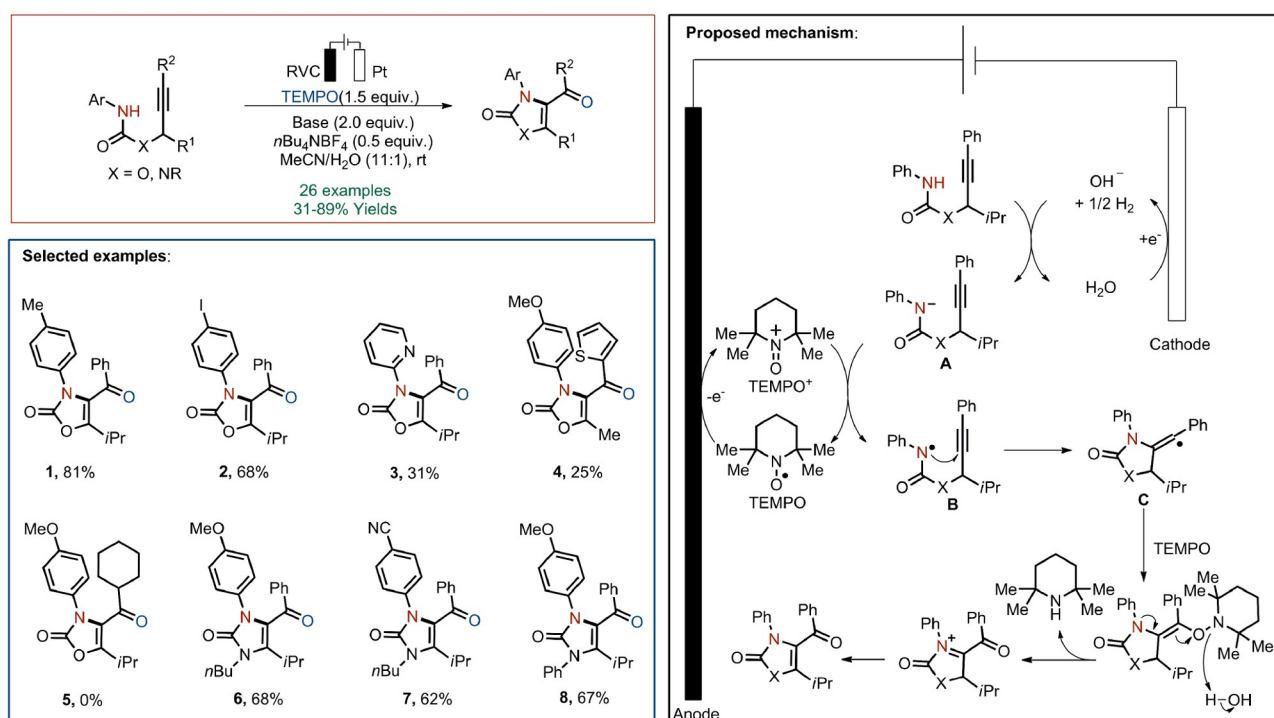 R²
Ar
NH
O
X
R¹
X = O, NR
RVC
Pt
TEMPO(1.5 equiv.)
Base (2.0 equiv.)
nBu₄NBF₄ (0.5 equiv.)
MeCN/H₂O (11:1), rt
26 examples
31-89% Yields
Ar
R²
N
O
O
X
R¹
Selected examples:
Me
Ph
N
O
O
O
iPr
1, 81%
I
Ph
N
O
O
O
iPr
2, 68%
N
Ph
N
O
O
O
iPr
3, 31%
MeO
S
N
O
O
O
Me
4, 25%
MeO
N
O
O
O
iPr
5, 0%
MeO
Ph
N
O
O
N
iPr
nBu
6, 68%
NC
Ph
N
O
O
N
iPr
nBu
7, 62%
MeO
Ph
N
O
O
N
iPr
Ph
8, 67%
Proposed mechanism:
Ph
Ph
NH
O
X
iPr
OH⁻
+ 1/2 H₂
+e⁻
H₂O
Cathode
Ph
Ph
N
−
O
X
iPr
A
Me
Me
Me
Me
+
N
O
TEMPO⁺
-e⁻
Me
Me
Me
Me
N
O•
TEMPO
Ph
Ph
N•
O
X
iPr
B
Ph
Ph
N
O
X
iPr
C
TEMPO
Me
Me
Me
Me
N
H
Ph
Ph
Me
Me
N
O
N
Me
Me
O
X
iPr
H-OH
Ph
Ph
N
+
O
O
X
iPr
Ph
Ph
N
O
O
X
iPr
Anode